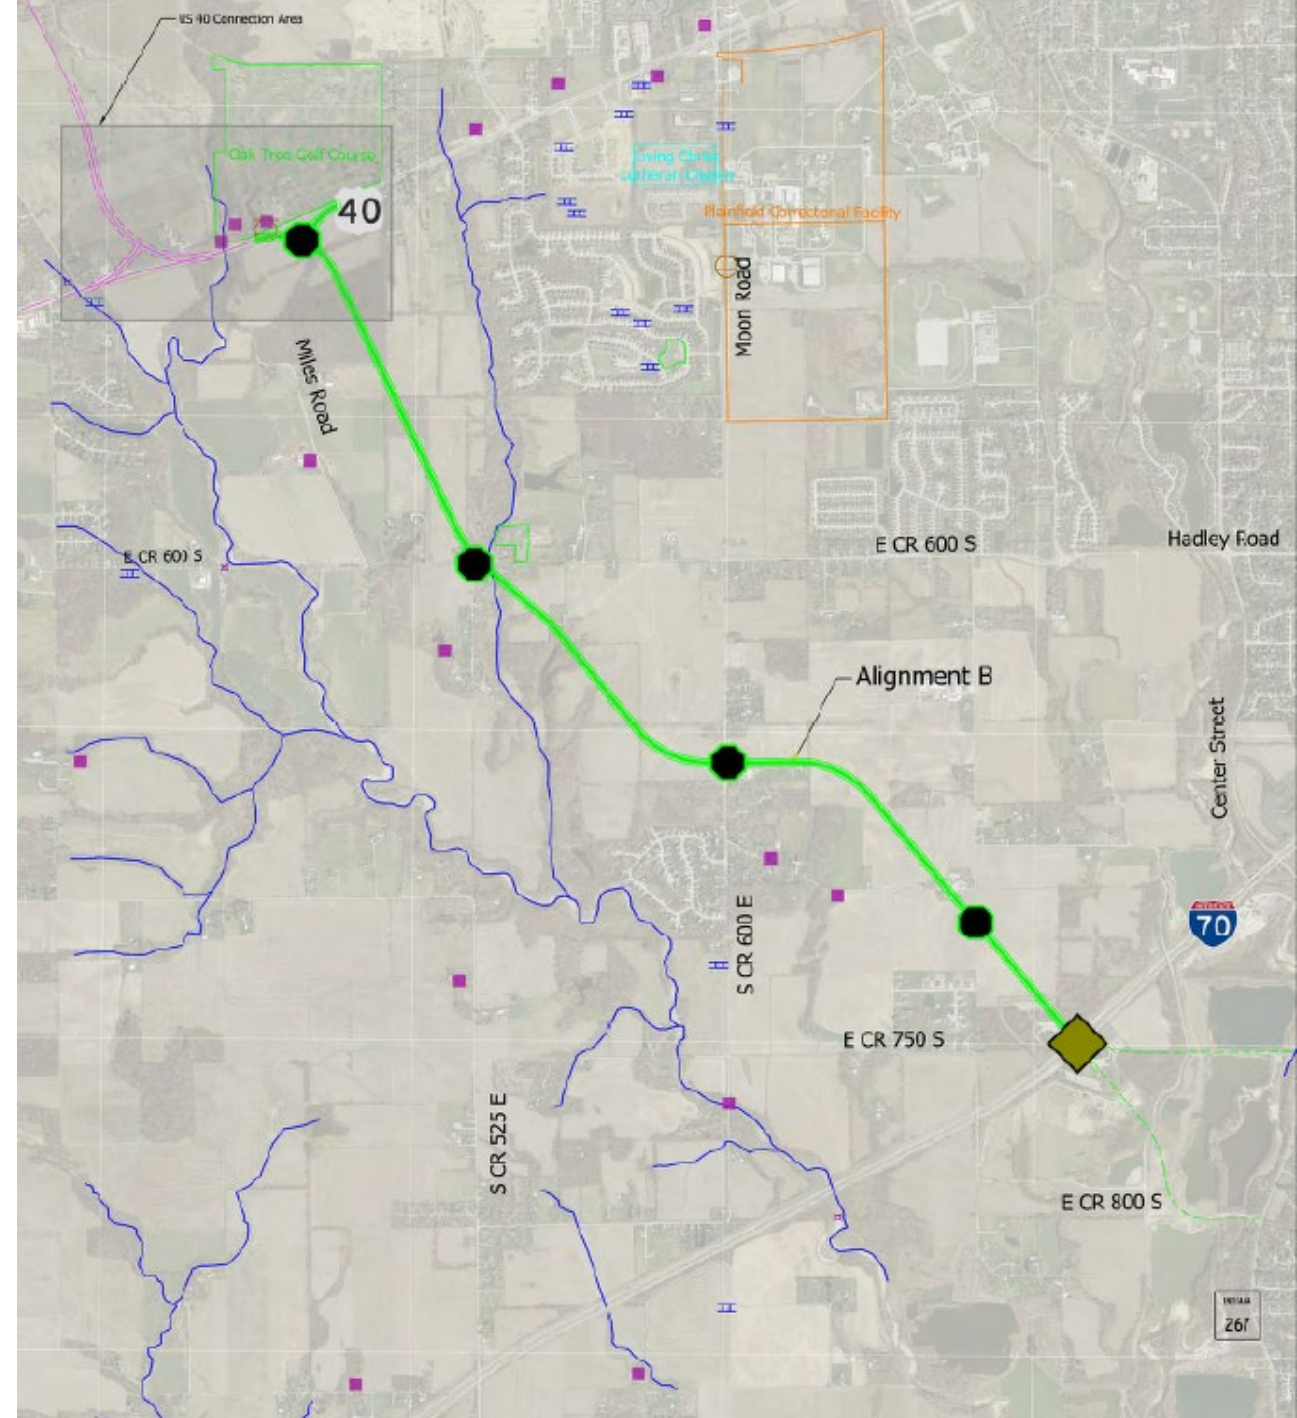 US 40 Connection Area
Oak Tree Golf Course
40
Living Christ
Lutheran Church
Plainfield Correctional Facility
Moon Road
Miles Road
E CR 600 S
E CR 600 S
Hadley Road
Alignment B
Center Street
S CR 600 E
70
E CR 750 S
S CR 525 E
E CR 800 S
INDIANA
267